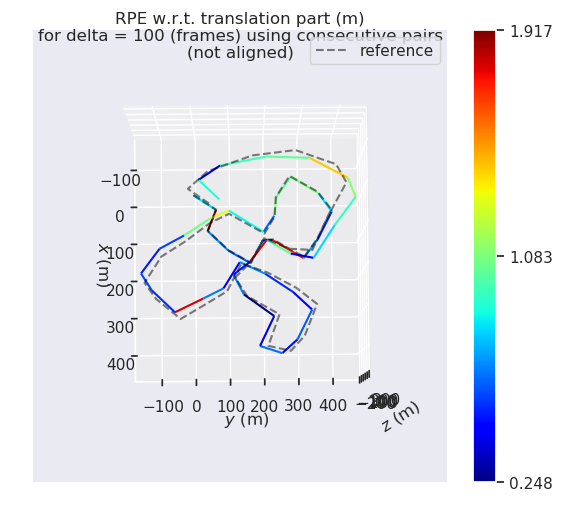 RPE w.r.t. translation part (m)
for delta = 100 (frames) using consecutive pairs
(not aligned)
reference
1.917
1.083
0.248
−100
0
100
200
300
400
x (m)
−100 0 100 200 300 400
y (m)
z (m)